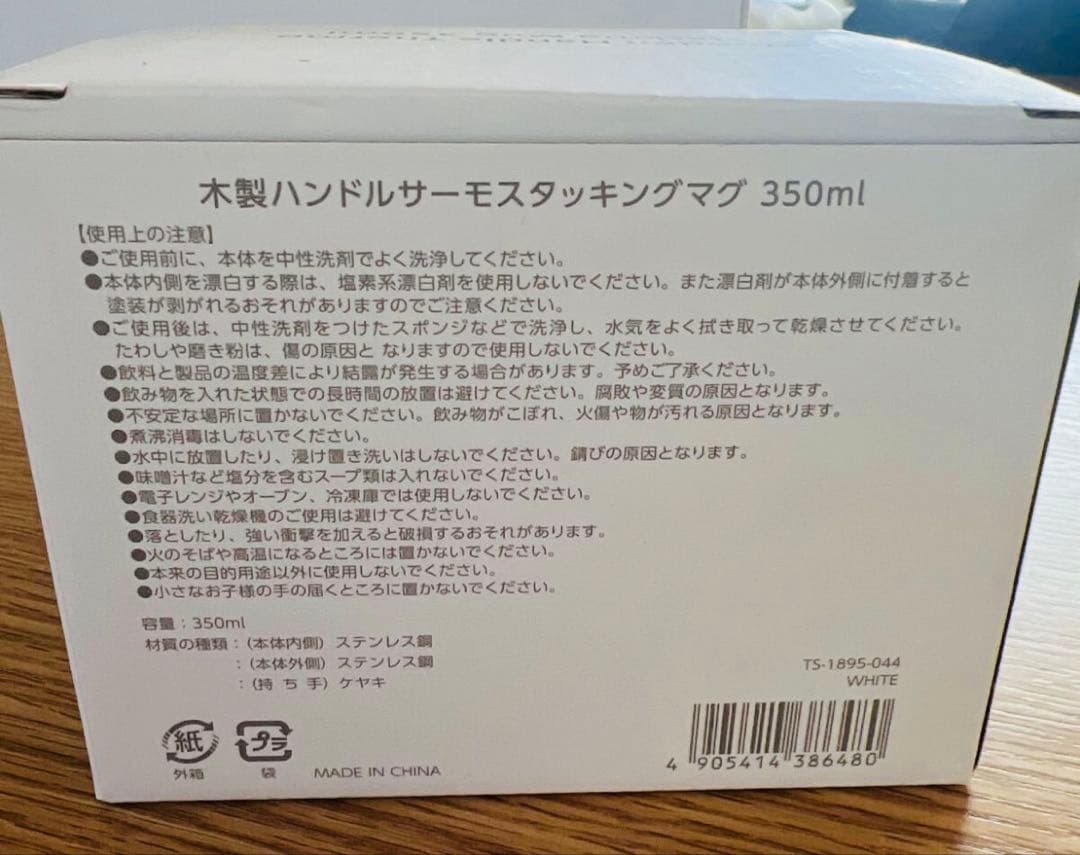 木製ハンドルサーモスタッキングマグ 350ml
【使用上の注意】
●ご使用前に、本体を中性洗剤でよく洗浄してください。
●本体内側を漂白する際は、塩素系漂白剤を使用しないでください。また漂白剤が本体外側に付着すると
塗装が剥がれるおそれがありますのでご注意ください。
●ご使用後は、中性洗剤をつけたスポンジなどで洗浄し、水気をよく拭き取って乾燥させてください。
たわしや磨き粉は、傷の原因と なりますので使用しないでください。
●飲料と製品の温度差により結露が発生する場合があります。予めご了承ください。
●飲み物を入れた状態での長時間の放置は避けてください。腐敗や変質の原因となります。
●不安定な場所に置かないでください。飲み物がこぼれ、火傷や物が汚れる原因となります。
●煮沸消毒はしないでください。
●水中に放置したり、浸け置き洗いはしないでください。錆びの原因となります。
●味噌汁など塩分を含むスープ類は入れないでください。
●電子レンジやオーブン、冷凍庫では使用しないでください。
●食器洗い乾燥機のご使用は避けてください。
●落としたり、強い衝撃を加えると破損するおそれがあります。
●火のそばや高温になるところには置かないでください。
●本来の目的用途以外に使用しないでください。
●小さなお子様の手の届くところに置かないでください。
容量：350ml
材質の種類：（本体内側）ステンレス鋼
：（本体外側）ステンレス鋼
：（持 ち 手）ケヤキ
TS-1895-044
WHITE
紙
外箱
プラ
袋
MADE IN CHINA
4 905414 386480